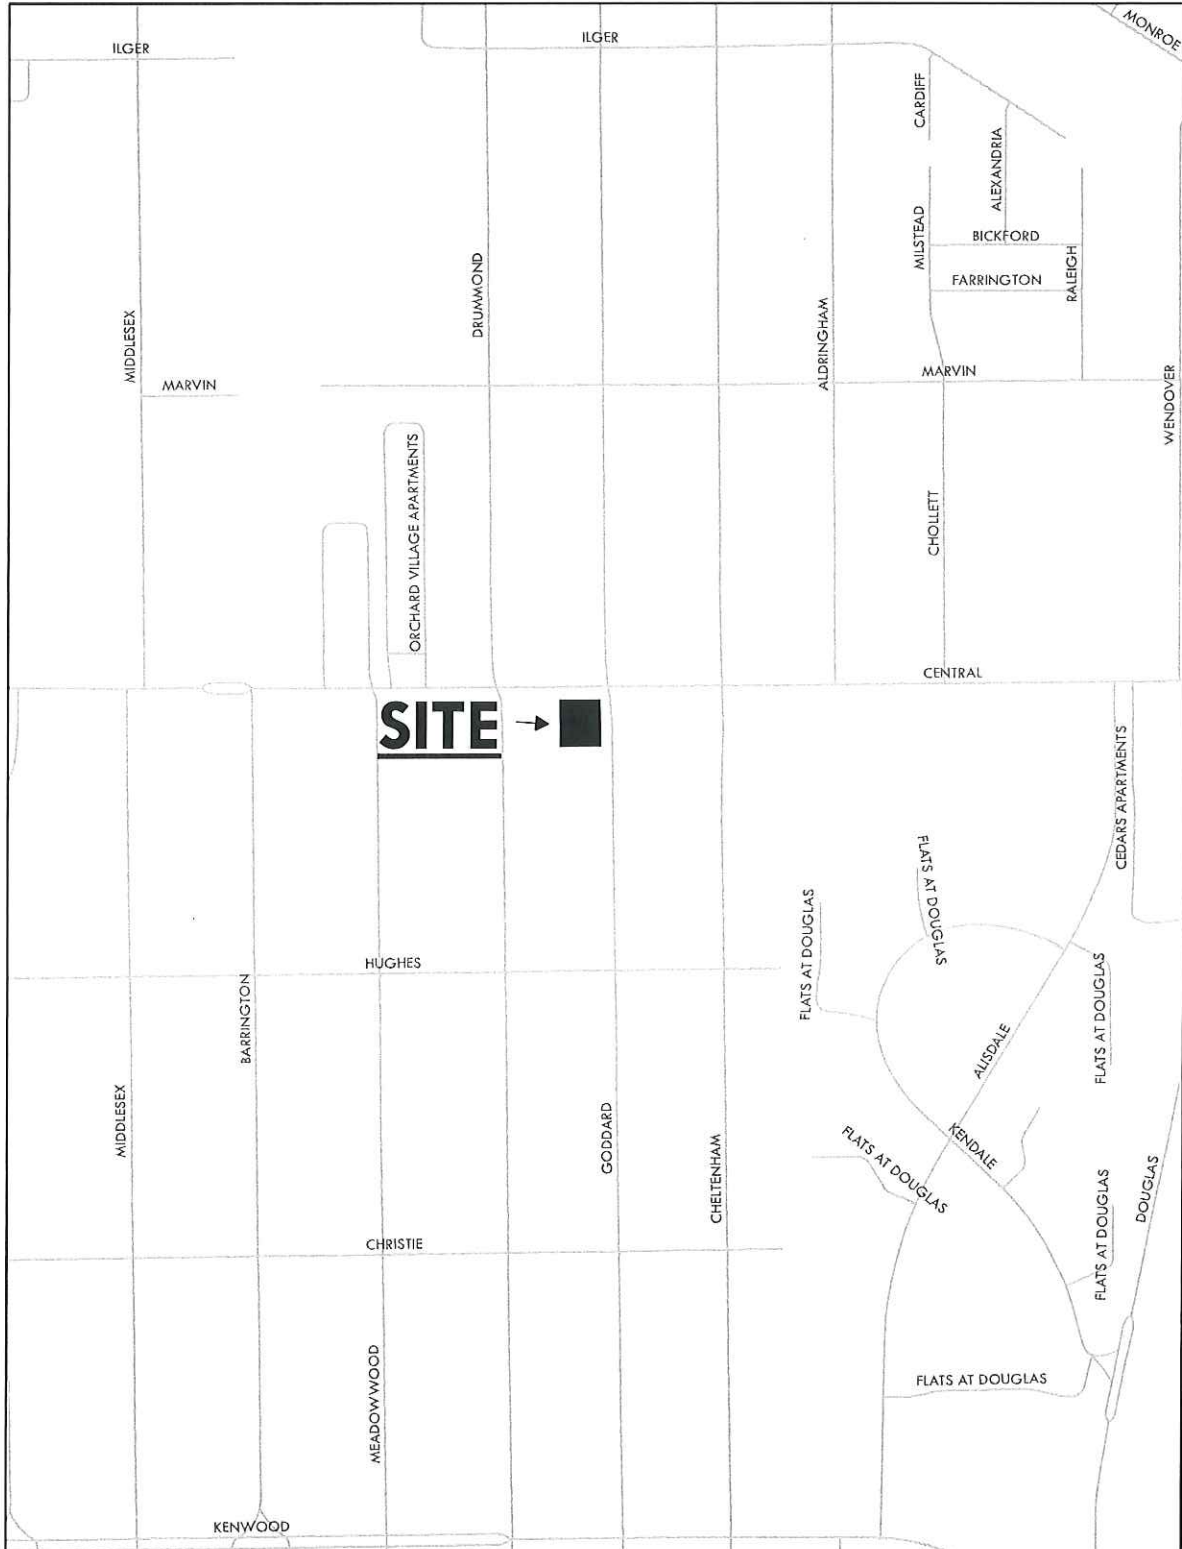 MONROE
ILGER
ILGER
CARDIFF
ALEXANDRIA
MILSTEAD
BICKFORD
DRUMMOND
RALEIGH
FARRINGTON
MIDDLESEX
ALDRINGHAM
MARVIN
MARVIN
WENDOVER
ORCHARD VILLAGE APARTMENTS
CHOLLETT
CENTRAL
SITE
CEDARS APARTMENTS
FLATS AT DOUGLAS
FLATS AT DOUGLAS
HUGHES
FLATS AT DOUGLAS
BARRINGTON
ALISDALE
MIDDLESEX
GODDARD
CHELTENHAM
KENDALE
FLATS AT DOUGLAS
DOUGLAS
FLATS AT DOUGLAS
CHRISTIE
MEADOWWOOD
FLATS AT DOUGLAS
KENWOOD